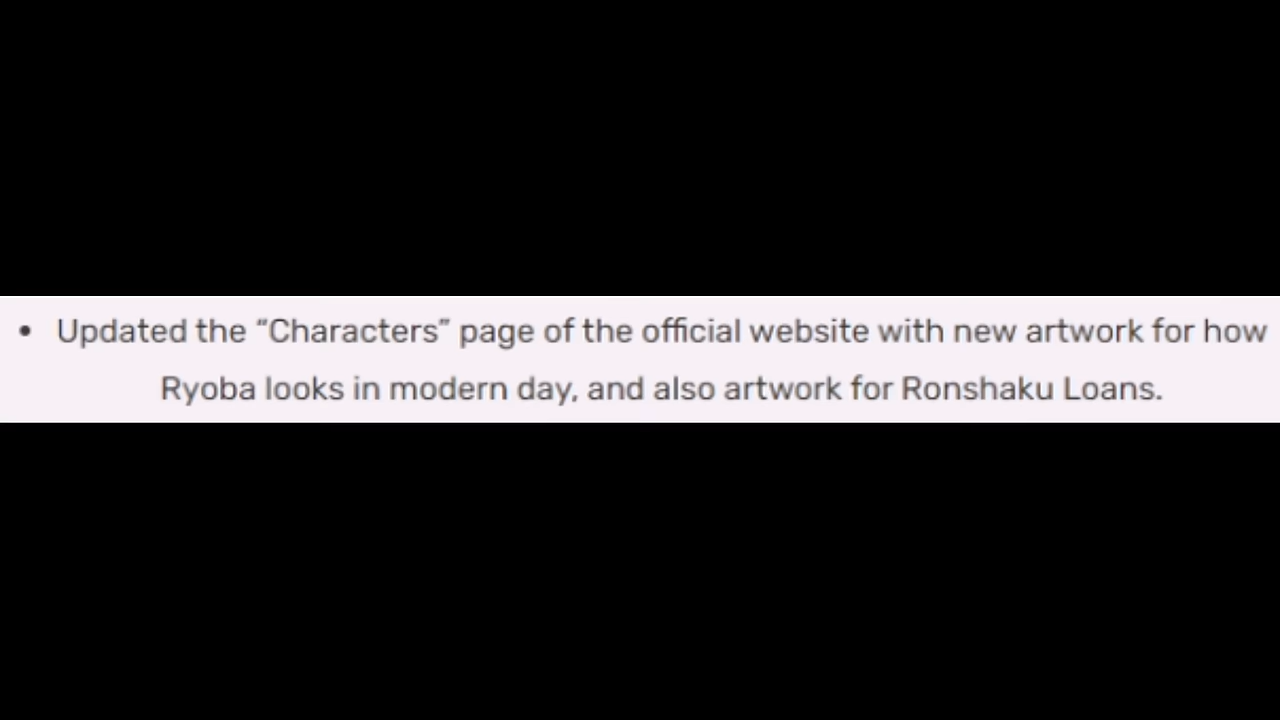 • Updated the “Characters” page of the official website with new artwork for how
Ryoba looks in modern day, and also artwork for Ronshaku Loans.